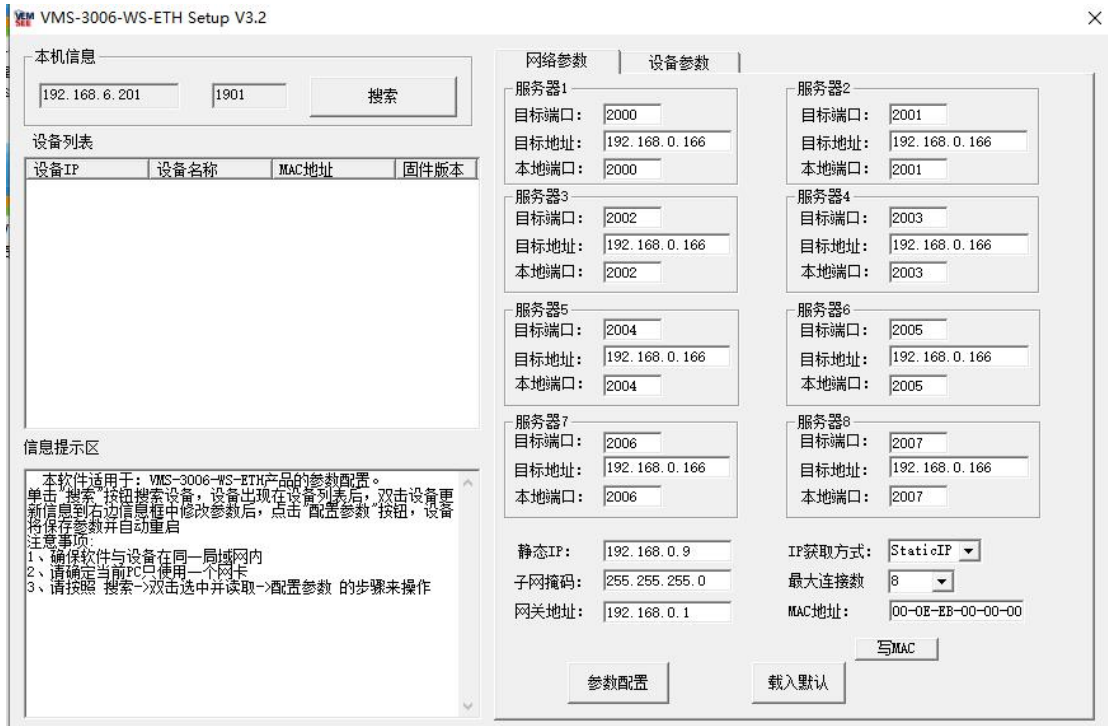 VEMSEE VMS-3006-WS-ETH Setup V3.2
本机信息
192.168.6.201 1901 搜索
设备列表
设备IP 设备名称 MAC地址 固件版本
信息提示区
本软件适用于：VMS-3006-WS-ETH产品的参数配置。
单击"搜索"按钮搜索设备，设备出现在设备列表后，双击设备更
新信息到右边信息框中修改参数后，点击"配置参数"按钮，设备
将保存参数并自动重启
注意事项:
1、确保软件与设备在同一局域网内
2、请确定当前PC只使用一个网卡
3、请按照 搜索->双击选中并读取->配置参数 的步骤来操作
网络参数 设备参数
服务器1
目标端口： 2000
目标地址: 192.168.0.166
本地端口： 2000
服务器2
目标端口： 2001
目标地址: 192.168.0.166
本地端口： 2001
服务器3
目标端口： 2002
目标地址: 192.168.0.166
本地端口： 2002
服务器4
目标端口： 2003
目标地址: 192.168.0.166
本地端口： 2003
服务器5
目标端口： 2004
目标地址: 192.168.0.166
本地端口： 2004
服务器6
目标端口： 2005
目标地址: 192.168.0.166
本地端口： 2005
服务器7
目标端口： 2006
目标地址: 192.168.0.166
本地端口： 2006
服务器8
目标端口： 2007
目标地址: 192.168.0.166
本地端口： 2007
静态IP： 192.168.0.9 IP获取方式： StaticIP
子网掩码： 255.255.255.0 最大连接数 8
网关地址： 192.168.0.1 MAC地址： 00-0E-EB-00-00-00
写MAC
参数配置 载入默认